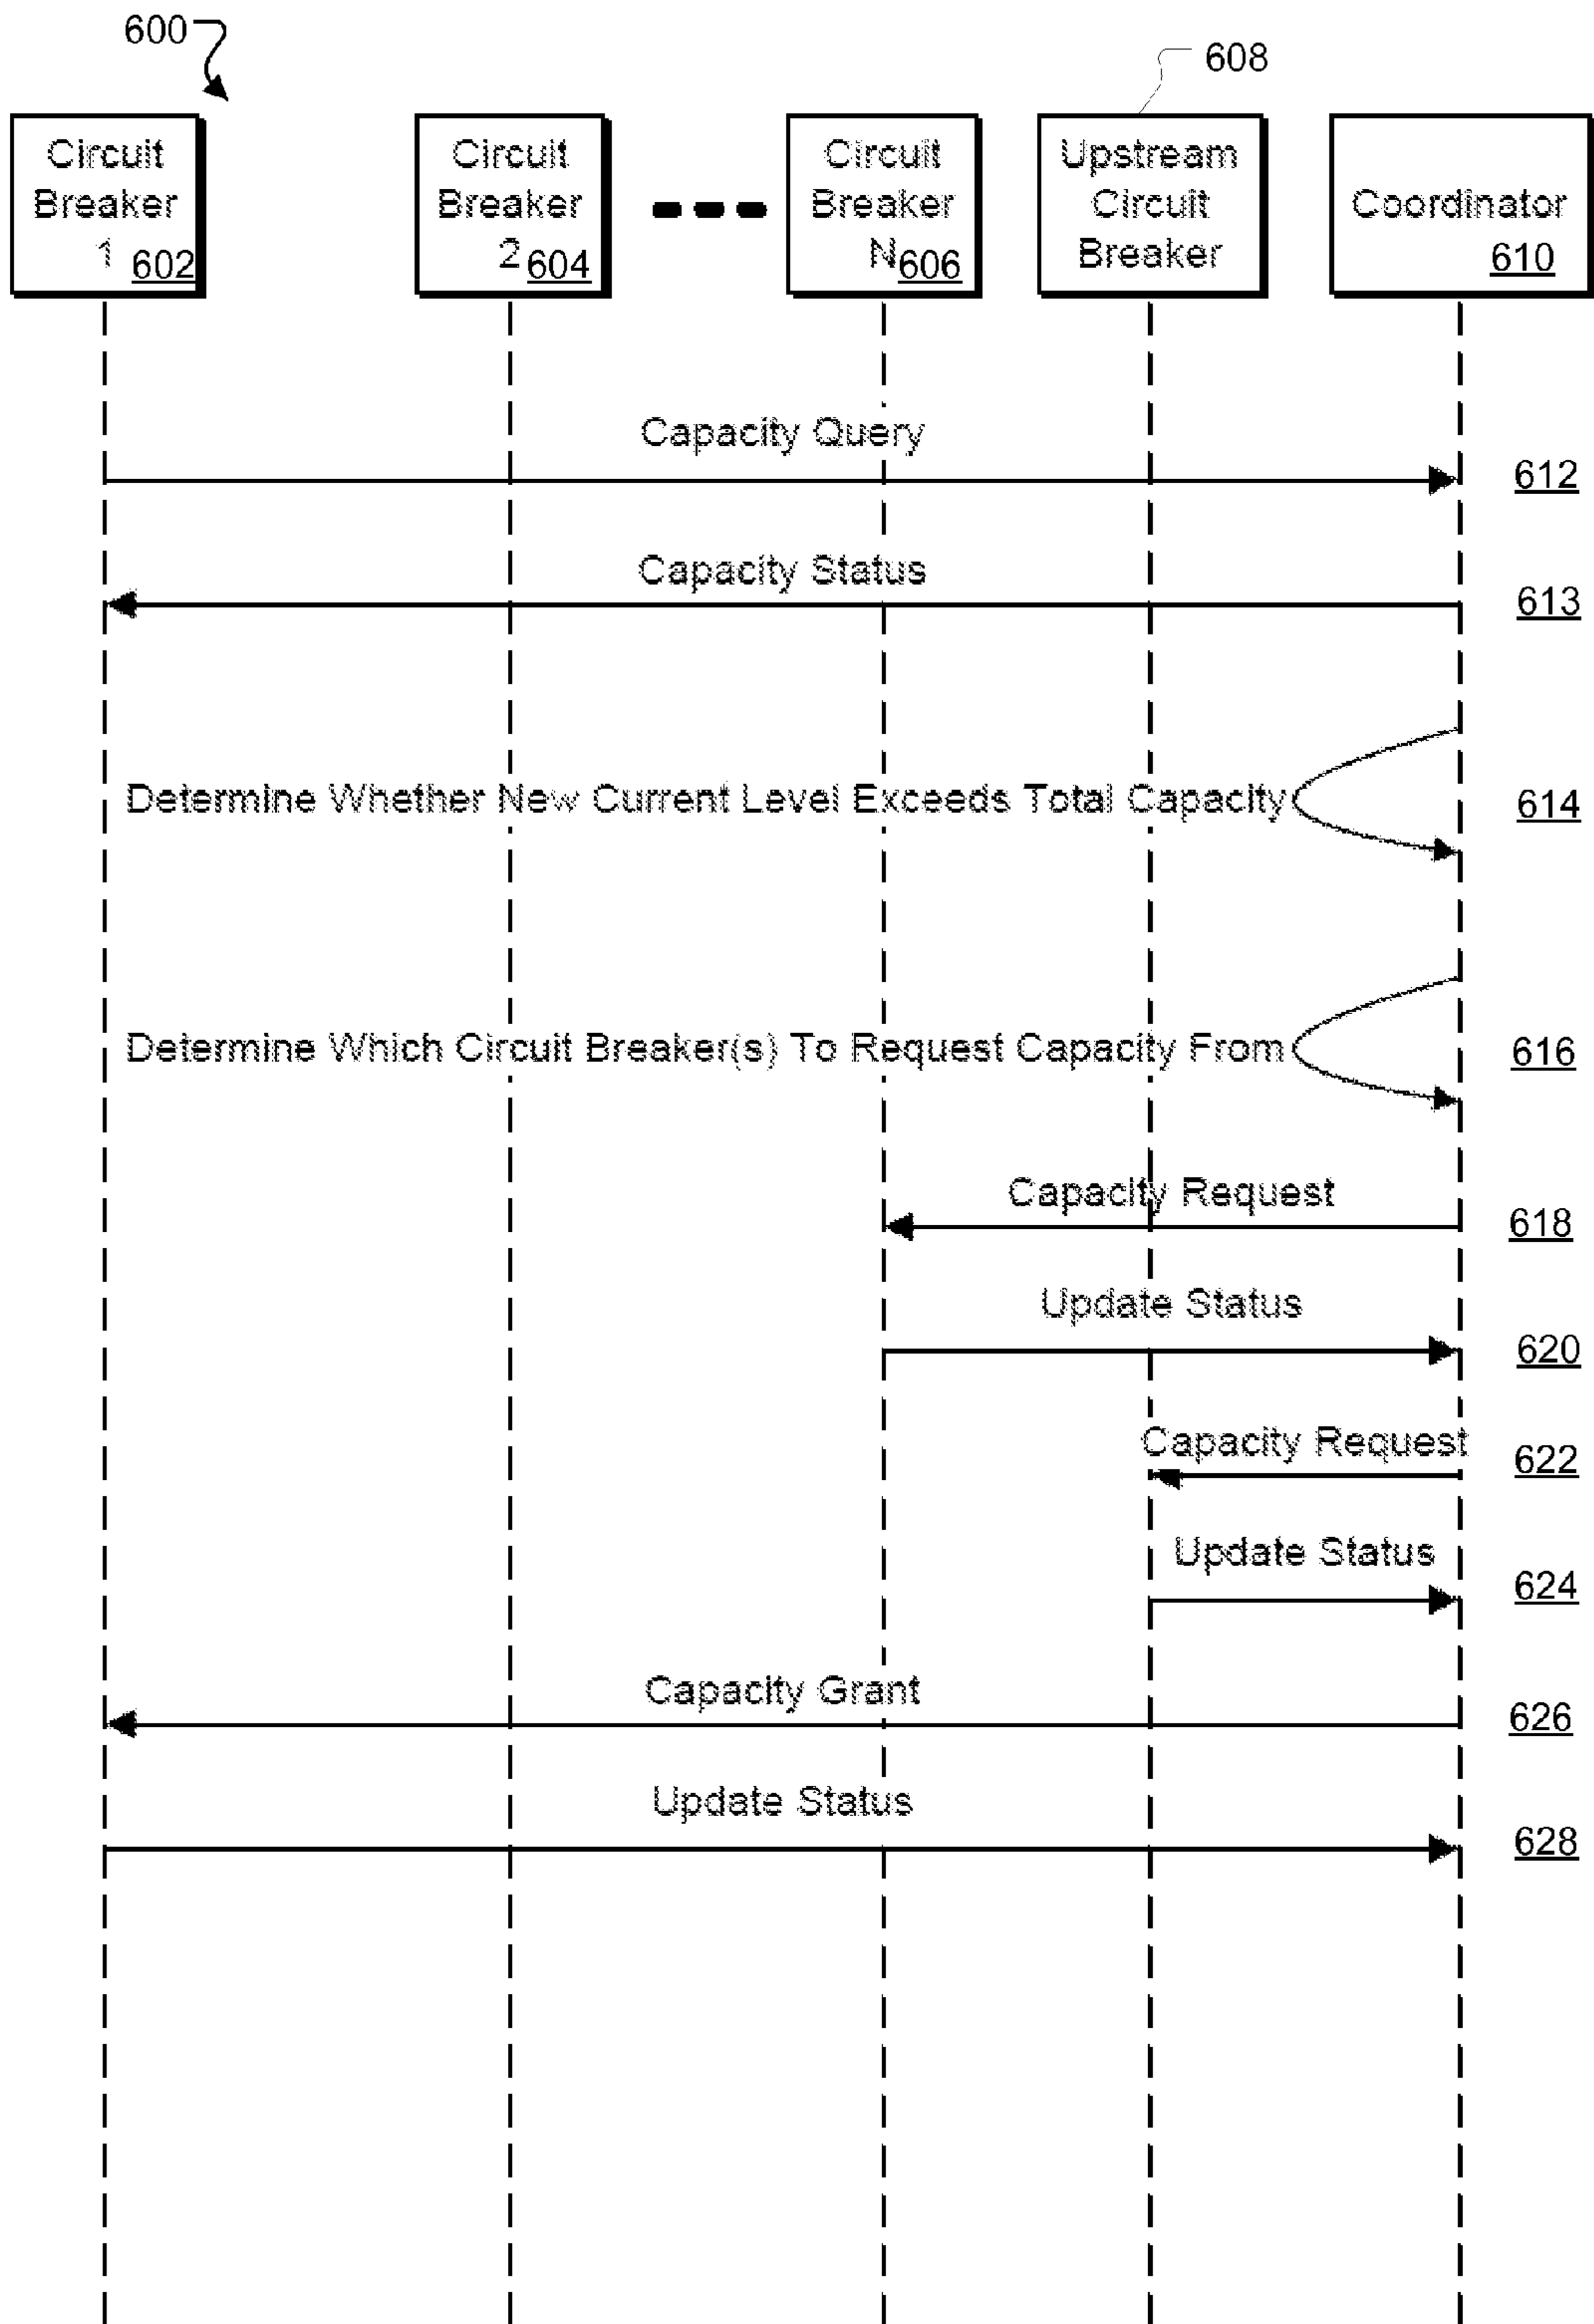 600
608
Circuit
Breaker
1 602
Circuit
Breaker
2 604
Circuit
Breaker
N 606
Upstream
Circuit
Breaker
Coordinator
610
Capacity Query
612
Capacity Status
613
Determine Whether New Current Level Exceeds Total Capacity
614
Determine Which Circuit Breaker(s) To Request Capacity From
616
Capacity Request
618
Update Status
620
Capacity Request
622
Update Status
624
Capacity Grant
626
Update Status
628